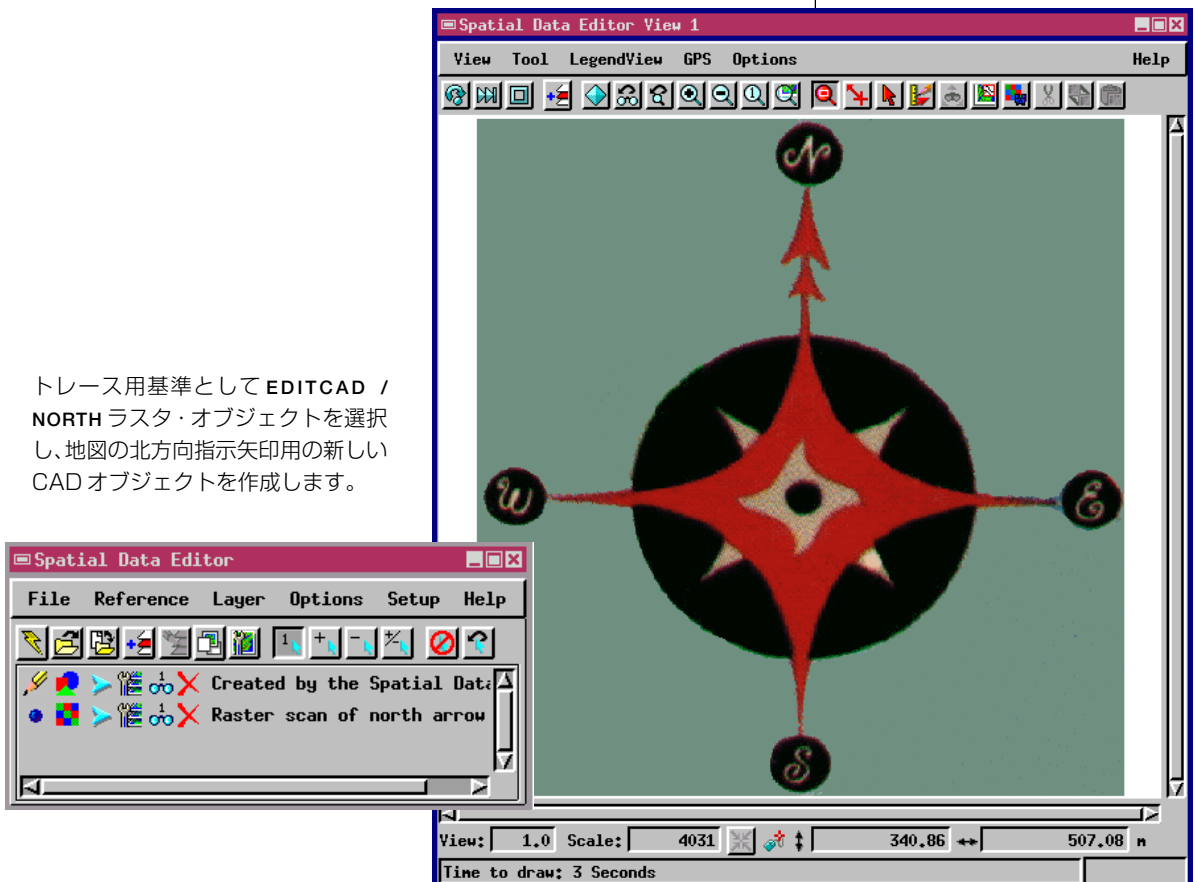 Spatial Data Editor View 1
View Tool LegendView GPS Options Help
N
W
E
S
トレース用基準として EDITCAD /
NORTH ラスタ・オブジェクトを選択
し、地図の北方向指示矢印用の新しい
CAD オブジェクトを作成します。
Spatial Data Editor
File Reference Layer Options Setup Help
Created by the Spatial Data
Raster scan of north arrow
View: 1.0 Scale: 4031 340.86 507.08 m
Time to draw: 3 Seconds